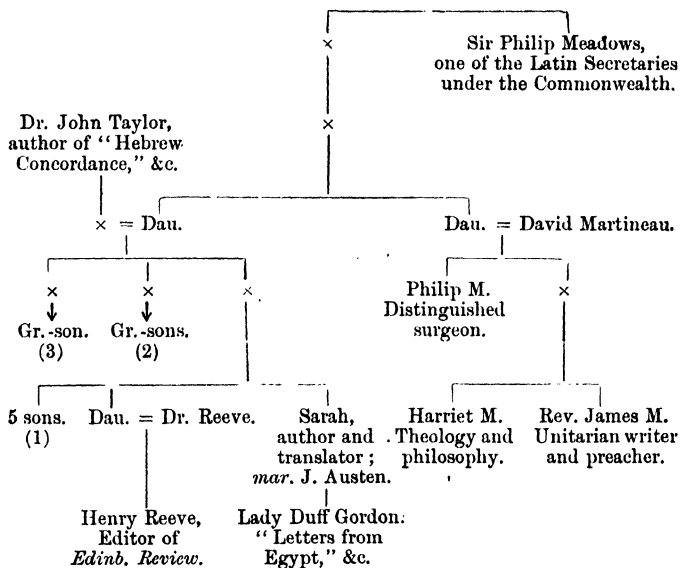 Sir Philip Meadows,
one of the Latin Secretaries
under the Commonwealth.
×
×
Dr. John Taylor,
author of "Hebrew
Concordance," &c.
× = Dau.
Dau. = David Martineau.
× × ×
Philip M.
Distinguished
surgeon.
×
Gr.-son.
(3)
Gr.-sons.
(2)
5 sons.
(1)
Dau. = Dr. Reeve.
Sarah,
author and
translator;
mar. J. Austen.
Harriet M.
Theology and
philosophy.
Rev. James M.
Unitarian writer
and preacher.
Henry Reeve,
Editor of
Edinb. Review.
Lady Duff Gordon.
"Letters from
Egypt," &c.